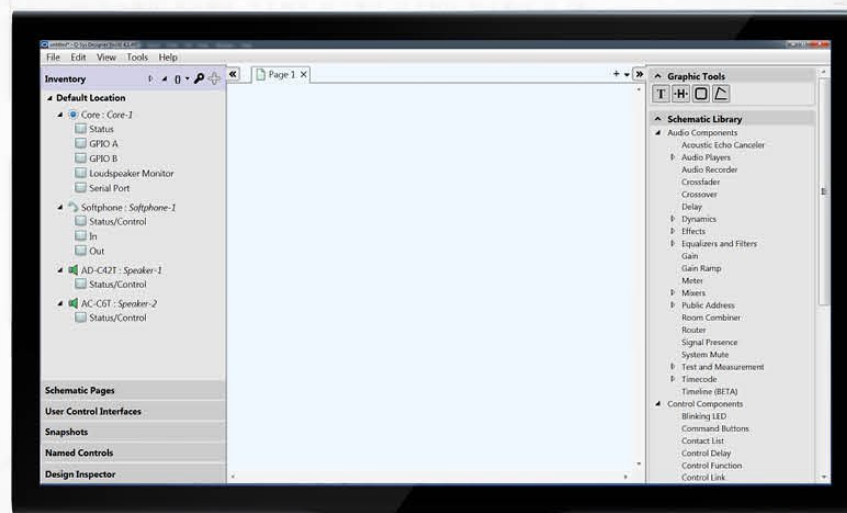 untitled* - Q-Sys Designer
File Edit View Tools Help
Inventory
Default Location
Core : Core-1
Status
GPIO A
GPIO B
Loudspeaker Monitor
Serial Port
Softphone : Softphone-1
Status/Control
In
Out
AD-C42T : Speaker-1
Status/Control
AC-C6T : Speaker-2
Status/Control
Schematic Pages
User Control Interfaces
Snapshots
Named Controls
Design Inspector
Page 1
Graphic Tools
T H
Schematic Library
Audio Components
Acoustic Echo Canceler
Audio Players
Audio Recorder
Crossfader
Crossover
Delay
Dynamics
Effects
Equalizers and Filters
Gain
Gain Ramp
Meter
Mixers
Public Address
Room Combiner
Router
Signal Presence
System Mute
Test and Measurement
Timecode
Timeline (BETA)
Control Components
Blinking LED
Command Buttons
Contact List
Control Delay
Control Function
Control Link